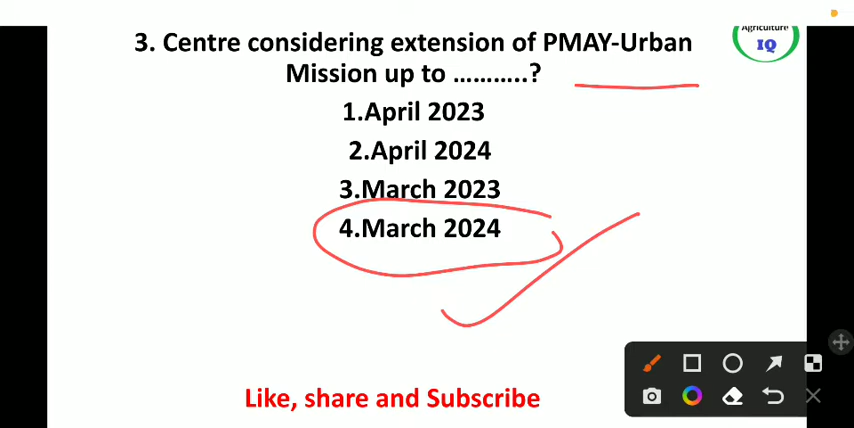 Agriculture
IQ
3. Centre considering extension of PMAY-Urban
Mission up to ………..?
1.April 2023
2.April 2024
3.March 2023
4.March 2024
Like, share and Subscribe